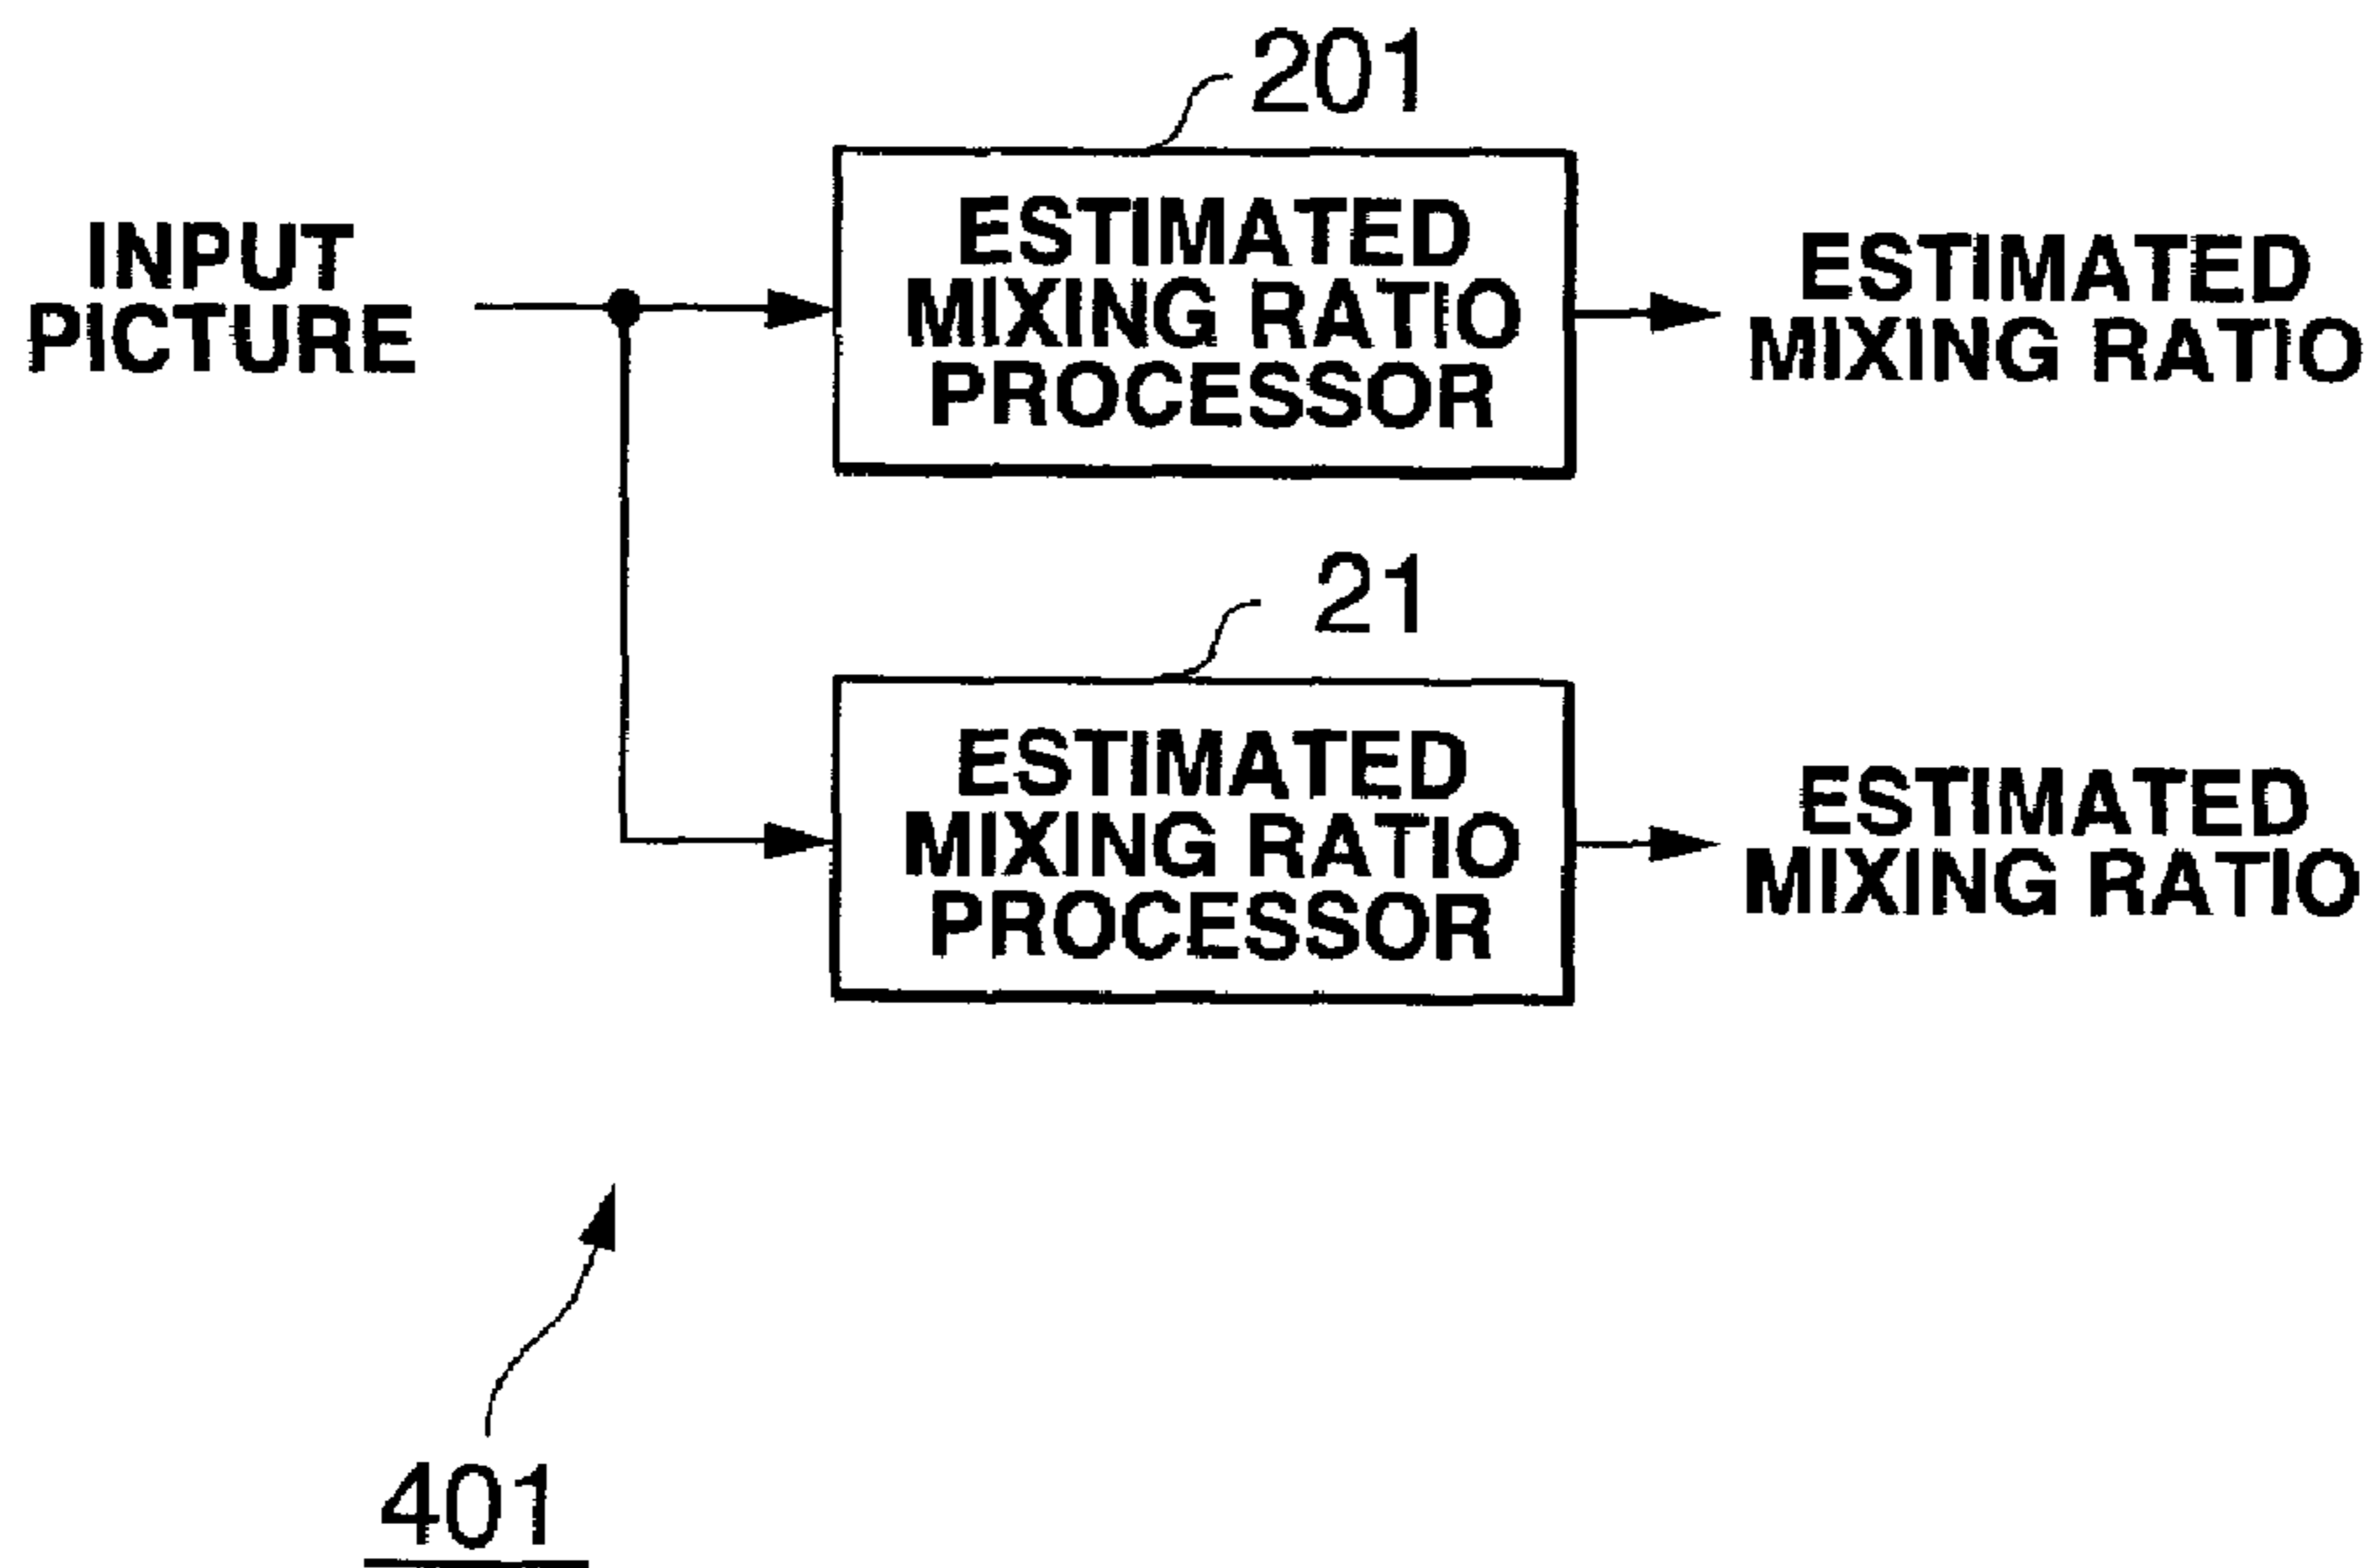 201
INPUT
PICTURE
ESTIMATED
MIXING RATIO
PROCESSOR
ESTIMATED
MIXING RATIO
21
ESTIMATED
MIXING RATIO
PROCESSOR
ESTIMATED
MIXING RATIO
401